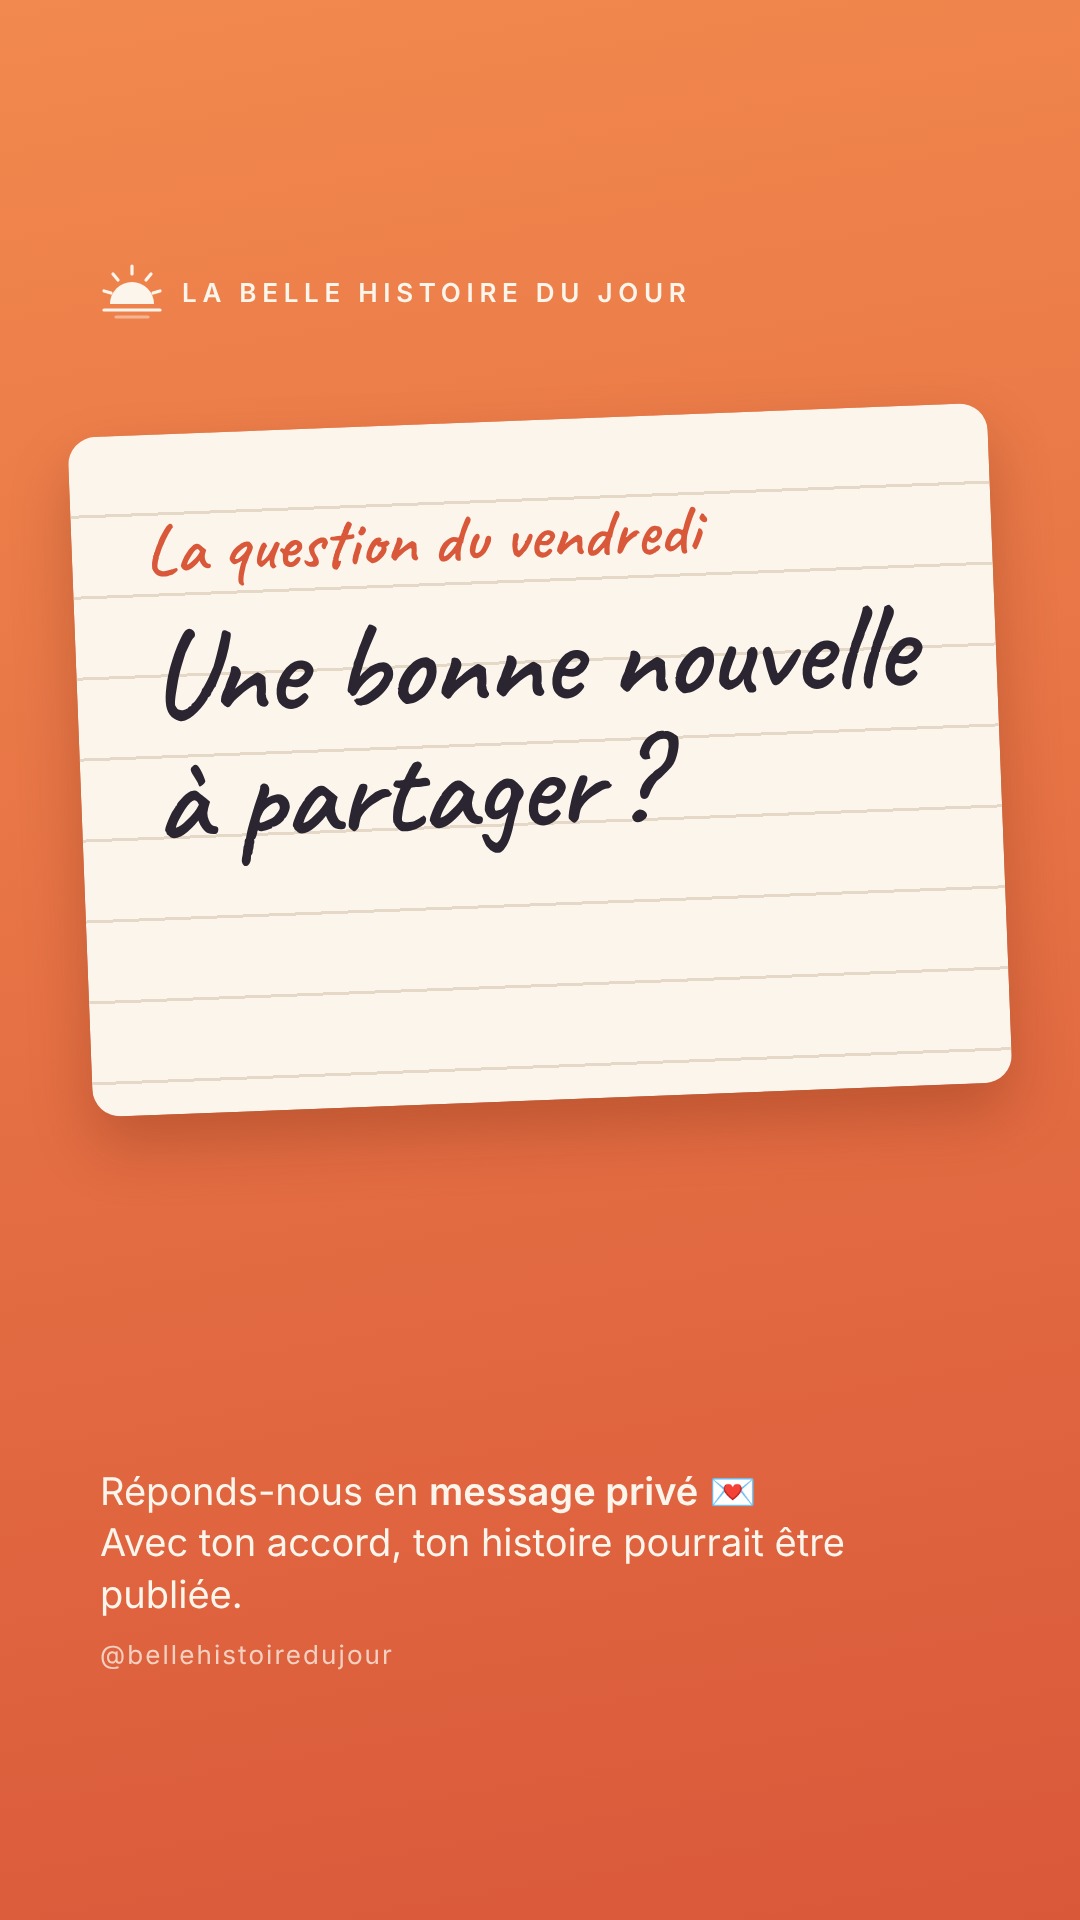 LA BELLE HISTOIRE DU JOUR
La question du vendredi
Une bonne nouvelle
à partager ?
Réponds-nous en message privé 💌
Avec ton accord, ton histoire pourrait être
publiée.
@bellehistoiredujour